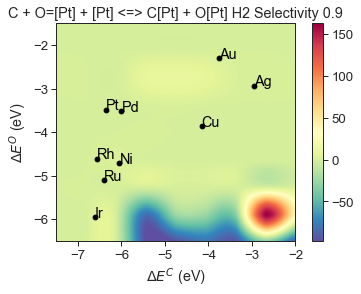 C + O=[Pt] + [Pt] <=> C[Pt] + O[Pt] H2 Selectivity 0.9
−2
−3
−4
−5
−6
ΔE^O (eV)
Au
Ag
Pt
Pd
Cu
Rh
Ni
Ru
Ir
150
100
50
0
−50
−7
−6
−5
−4
−3
−2
ΔE^C (eV)